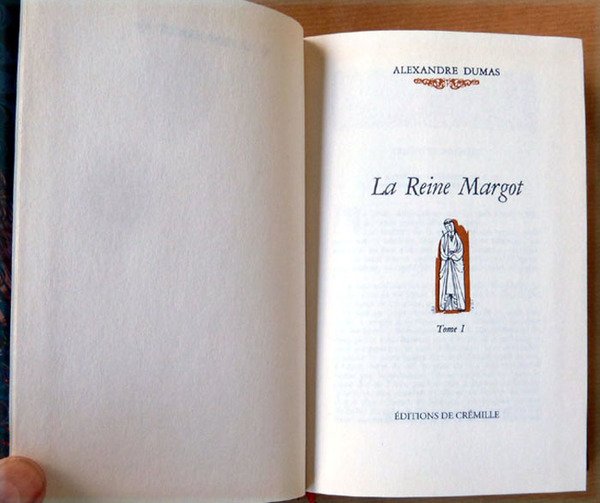 ALEXANDRE DUMAS
La Reine Margot
Tome I
ÉDITIONS DE CRÉMILLE